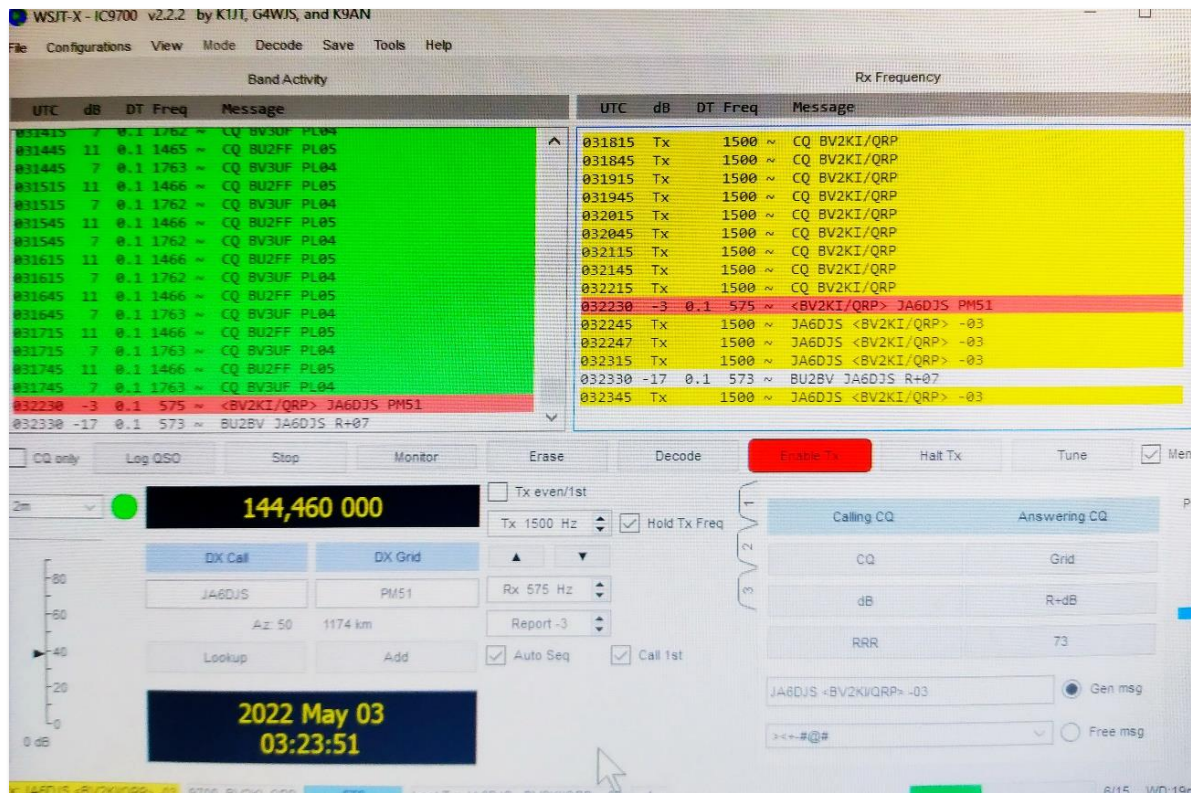 WSJT-X - IC9700 v2.2.2 by K1JT, G4WJS, and K9AN
File Configurations View Mode Decode Save Tools Help
Band Activity
UTC dB DT Freq Message
031415 7 0.1 1762 ~ CQ BV3UF PL04
031445 11 0.1 1465 ~ CQ BU2FF PL05
031445 7 0.1 1763 ~ CQ BV3UF PL04
031515 11 0.1 1466 ~ CQ BU2FF PL05
031515 7 0.1 1762 ~ CQ BV3UF PL04
031545 11 0.1 1466 ~ CQ BU2FF PL05
031545 7 0.1 1762 ~ CQ BV3UF PL04
031615 11 0.1 1466 ~ CQ BU2FF PL05
031615 7 0.1 1762 ~ CQ BV3UF PL04
031645 11 0.1 1466 ~ CQ BU2FF PL05
031645 7 0.1 1763 ~ CQ BV3UF PL04
031715 11 0.1 1466 ~ CQ BU2FF PL05
031715 7 0.1 1763 ~ CQ BV3UF PL04
031745 11 0.1 1466 ~ CQ BU2FF PL05
031745 7 0.1 1763 ~ CQ BV3UF PL04
032230 -3 0.1 575 ~ <BV2KI/QRP> JA6DJS PM51
032330 -17 0.1 573 ~ BU2BV JA6DJS R+07
Rx Frequency
UTC dB DT Freq Message
031815 Tx 1500 ~ CQ BV2KI/QRP
031845 Tx 1500 ~ CQ BV2KI/QRP
031915 Tx 1500 ~ CQ BV2KI/QRP
031945 Tx 1500 ~ CQ BV2KI/QRP
032015 Tx 1500 ~ CQ BV2KI/QRP
032045 Tx 1500 ~ CQ BV2KI/QRP
032115 Tx 1500 ~ CQ BV2KI/QRP
032145 Tx 1500 ~ CQ BV2KI/QRP
032215 Tx 1500 ~ CQ BV2KI/QRP
032230 -3 0.1 575 ~ <BV2KI/QRP> JA6DJS PM51
032245 Tx 1500 ~ JA6DJS <BV2KI/QRP> -03
032247 Tx 1500 ~ JA6DJS <BV2KI/QRP> -03
032315 Tx 1500 ~ JA6DJS <BV2KI/QRP> -03
032330 -17 0.1 573 ~ BU2BV JA6DJS R+07
032345 Tx 1500 ~ JA6DJS <BV2KI/QRP> -03
CQ only Log QSO Stop Monitor Erase Decode Enable Tx Halt Tx Tune Men
2m
144,460 000
Tx even/1st
Tx 1500 Hz Hold Tx Freq
DX Call DX Grid
JA6DJS PM51
Rx 575 Hz
Az: 50 1174 km
Report -3
Lookup Add
Auto Seq Call 1st
80
60
40
20
0
0 dB
2022 May 03
03:23:51
1
2
3
Calling CQ Answering CQ
CQ Grid
dB R+dB
RRR 73
JA6DJS <BV2KI/QRP> -03 Gen msg
><+-#@# Free msg
P
6/15 WD:19m